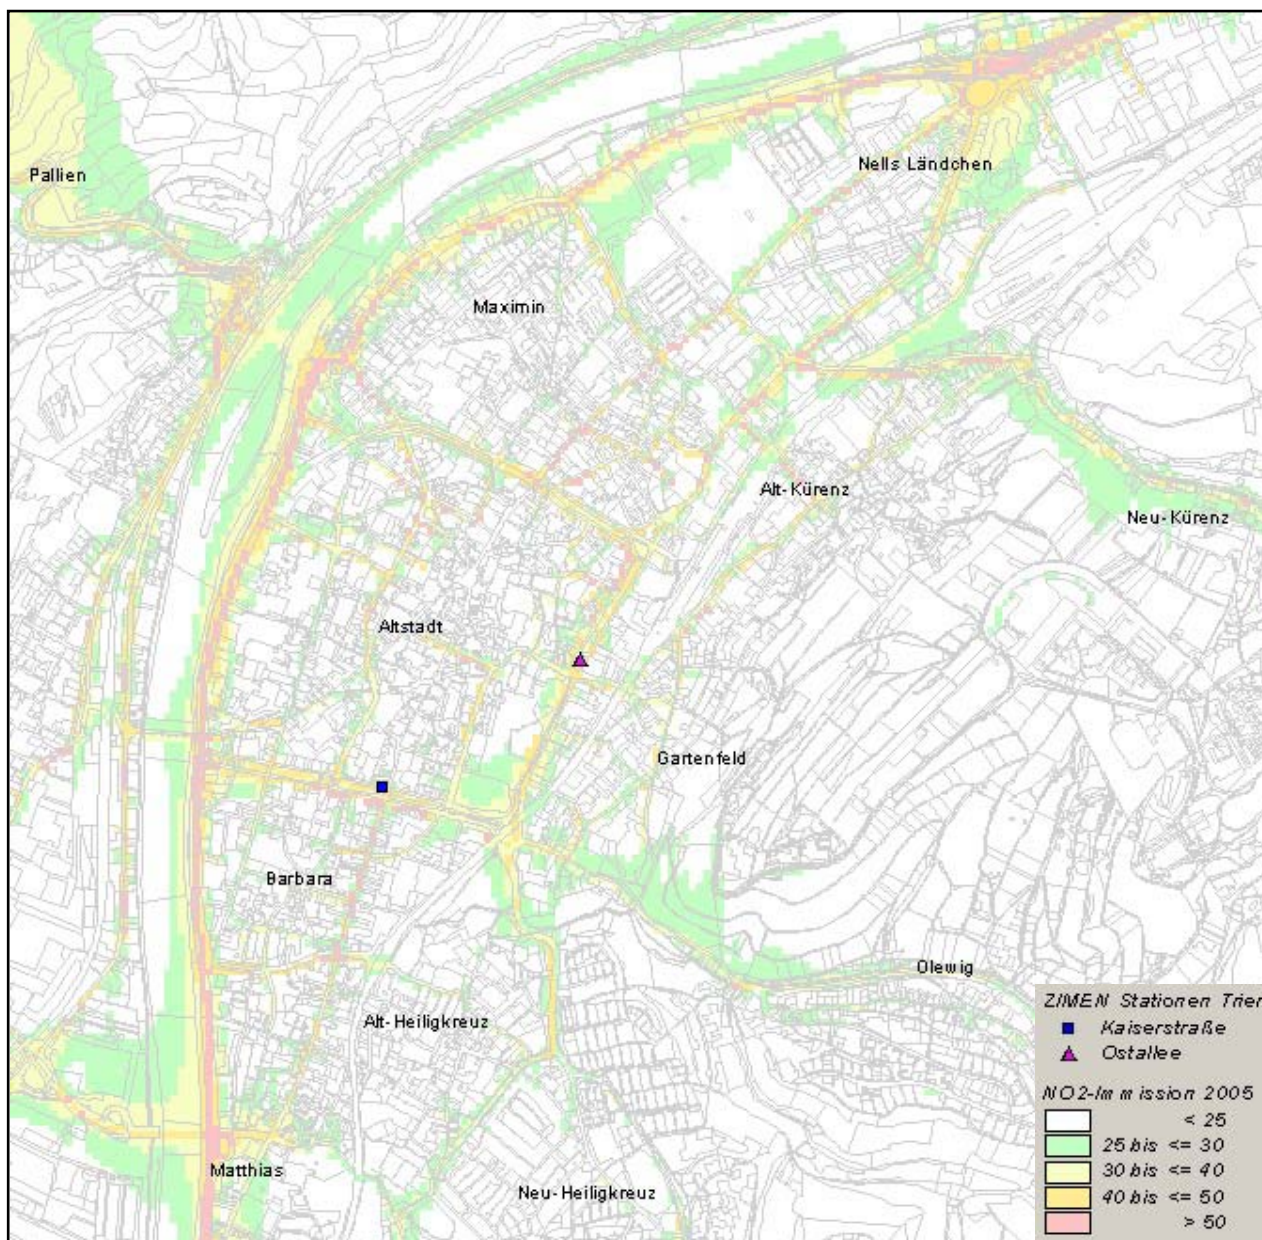 Nells Ländchen
Pallien
Maximin
Alt-Kürenz
Neu-Kürenz
Altstadt
Gartenfeld
Barbara
Olewig
Alt-Heiligkreuz
Matthias
Neu-Heiligkreuz
ZIMEN Stationen Trier
Kaiserstraße
Ostallee
NO2-Immission 2005
< 25
25 bis <= 30
30 bis <= 40
40 bis <= 50
> 50